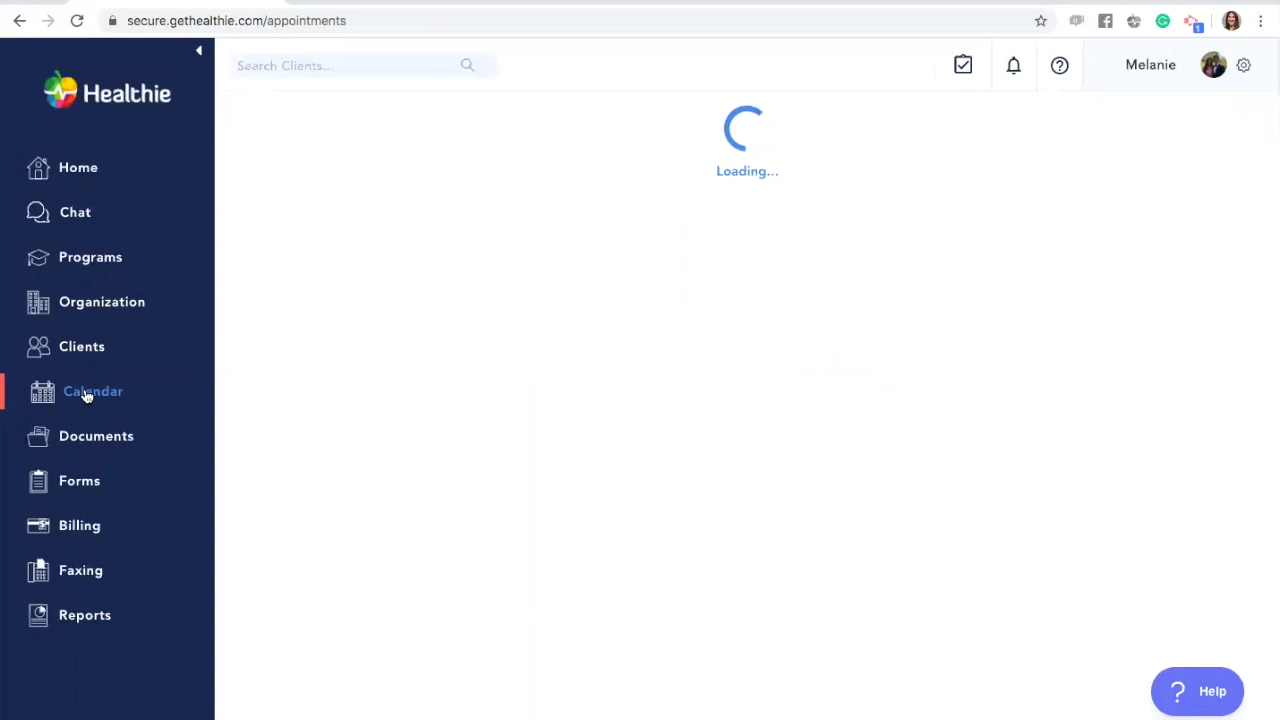 secure.gethealthie.com/appointments
1
Healthie
Search Clients...
Melanie
Loading...
Home
Chat
Programs
Organization
Clients
Calendar
Documents
Forms
Billing
Faxing
Reports
? Help